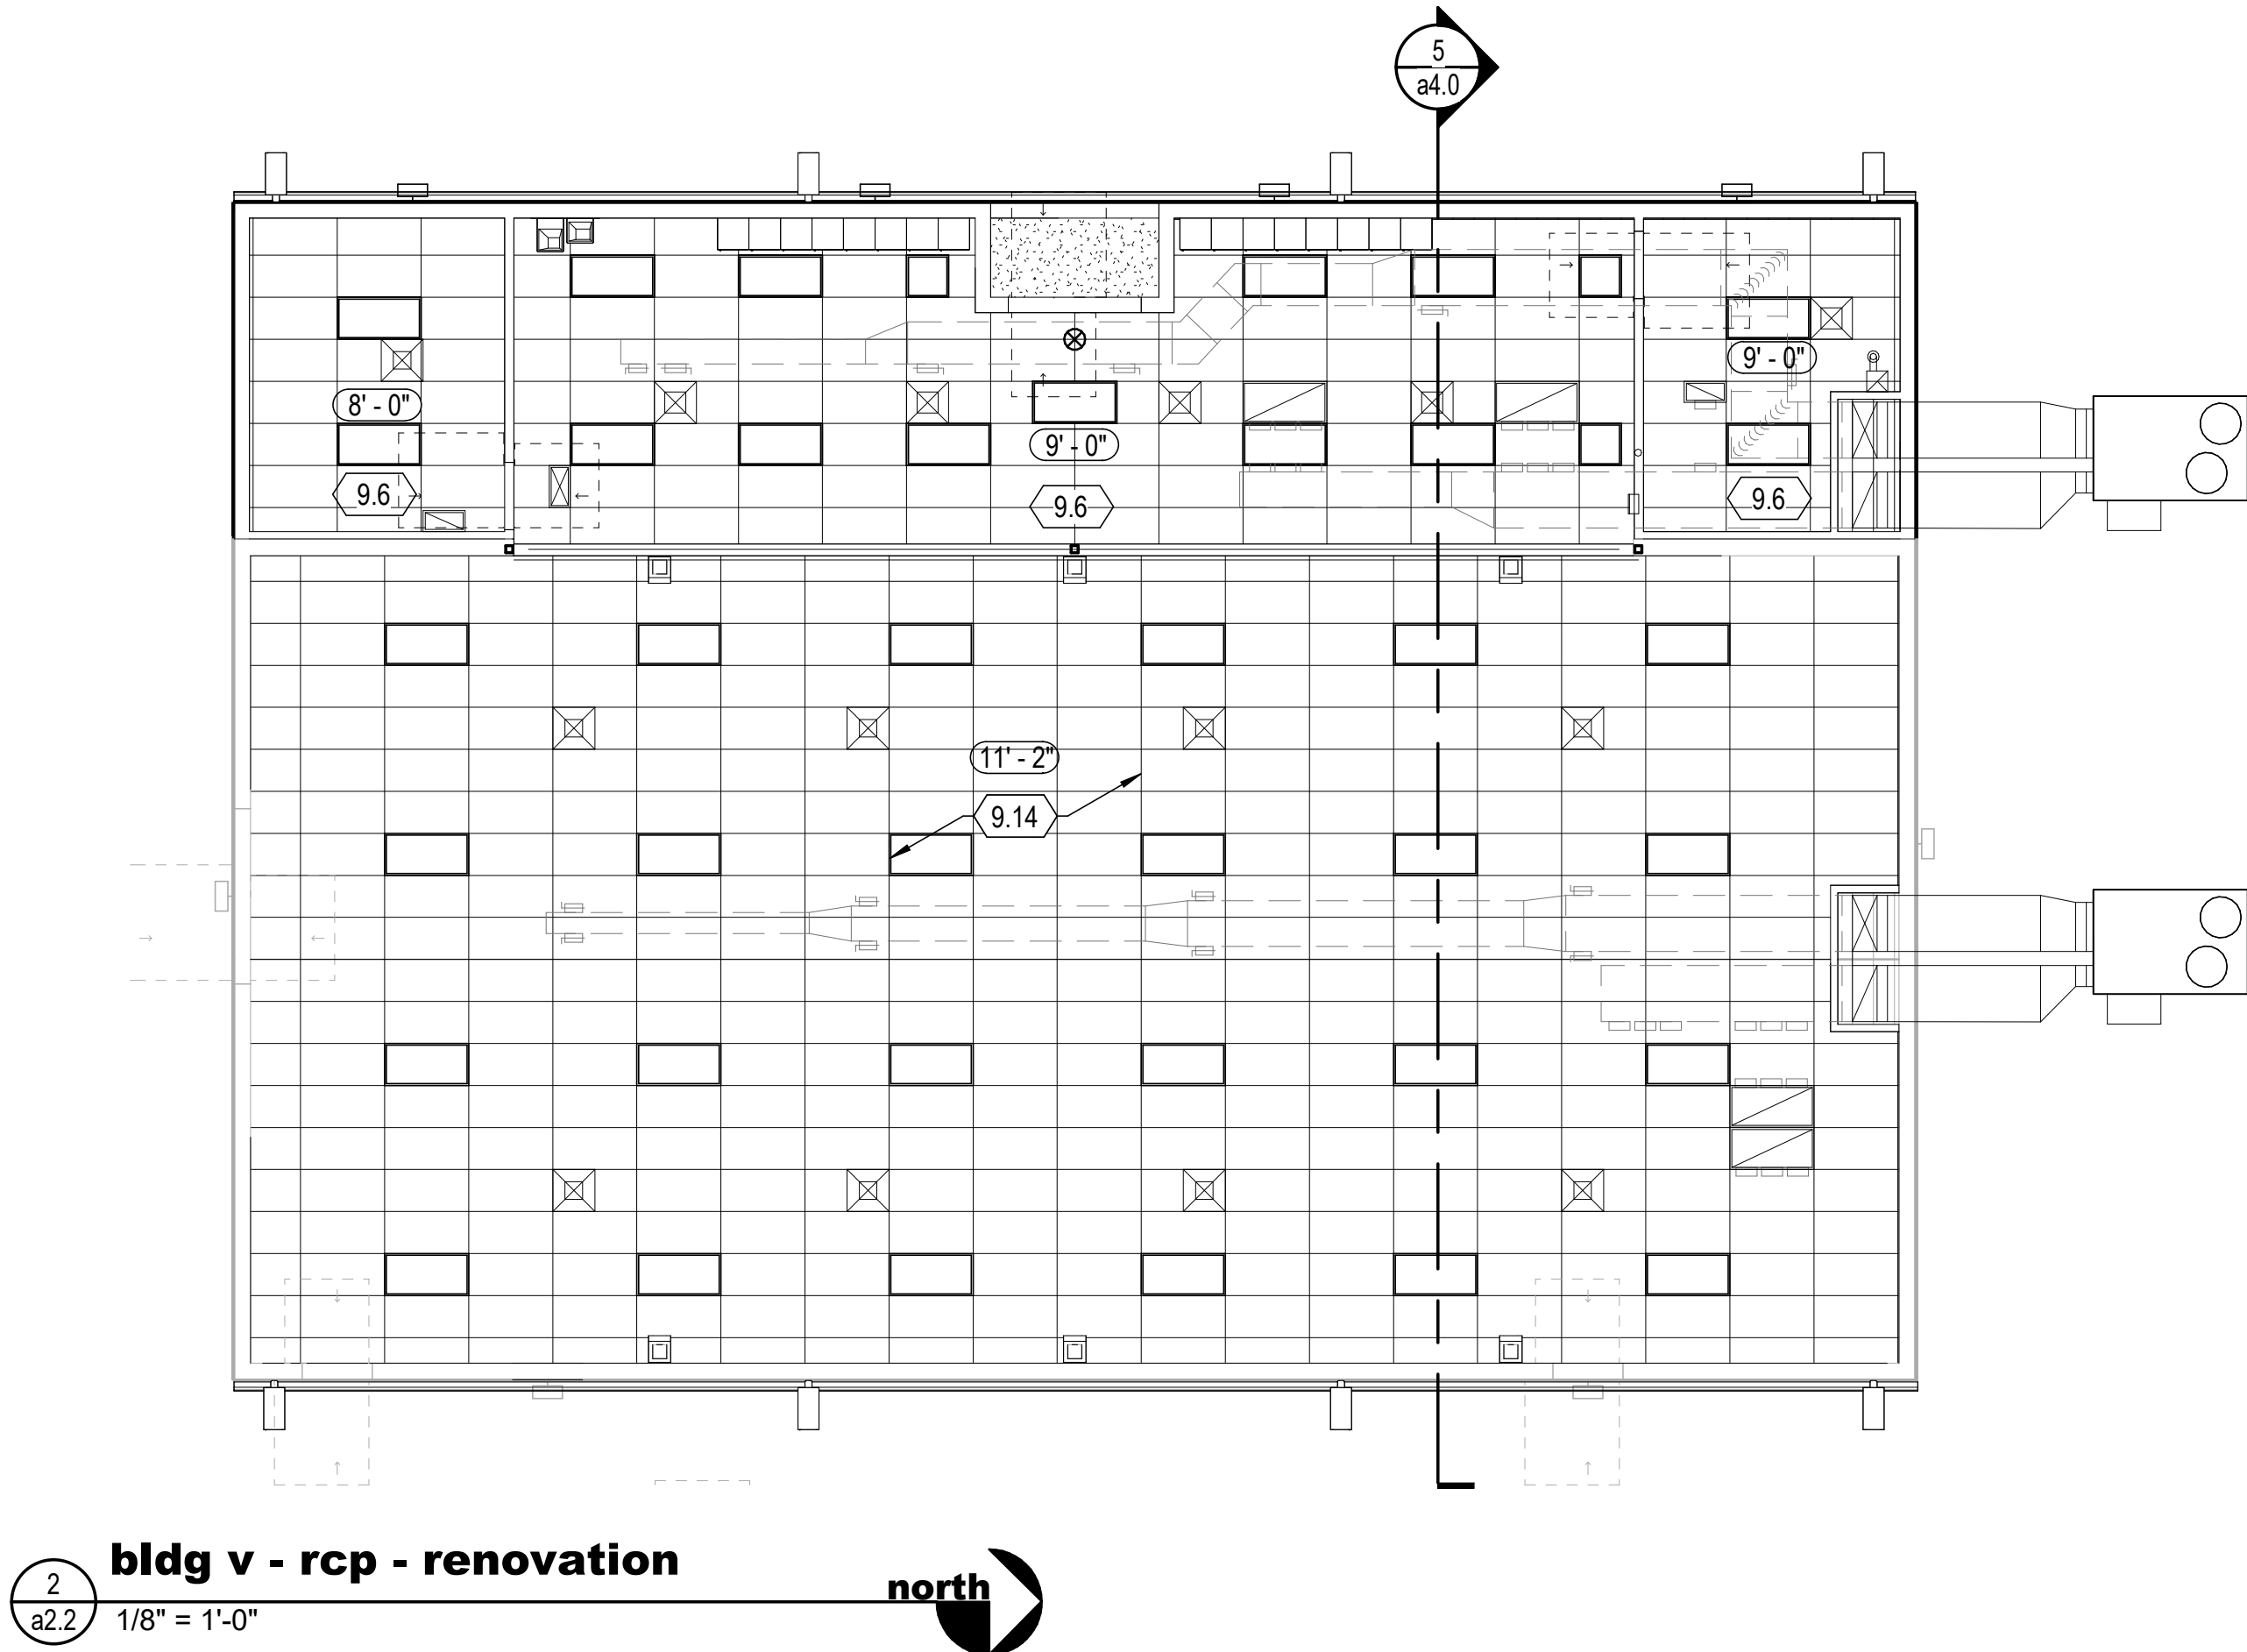 5
a4.0
9' - 0"
8' - 0"
9' - 0"
9.6
9.6
9.6
11' - 2"
9.14
bldg v - rcp - renovation
2
a2.2
1/8" = 1'-0"
north